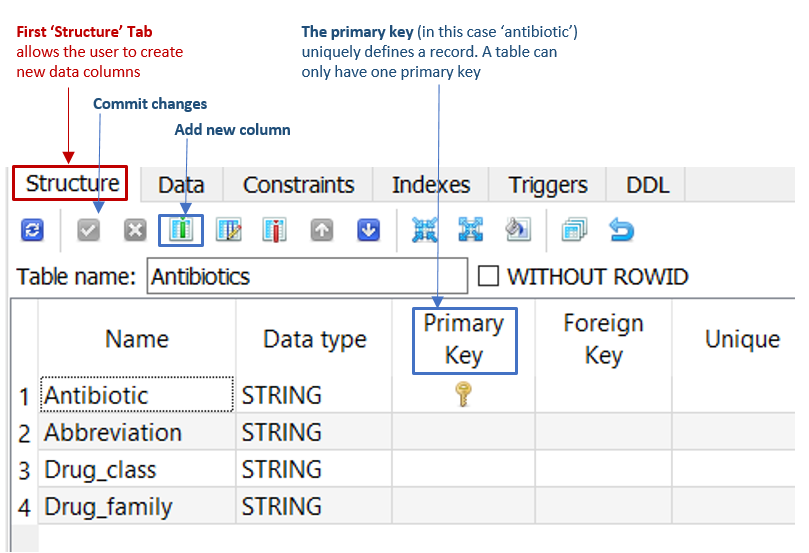 First ‘Structure’ Tab
allows the user to create
new data columns
The primary key (in this case ‘antibiotic’)
uniquely defines a record. A table can
only have one primary key
Commit changes
Add new column
Structure Data Constraints Indexes Triggers DDL
Table name: Antibiotics WITHOUT ROWID
Name Data type Primary Key Foreign Key Unique
1 Antibiotic STRING
2 Abbreviation STRING
3 Drug_class STRING
4 Drug_family STRING